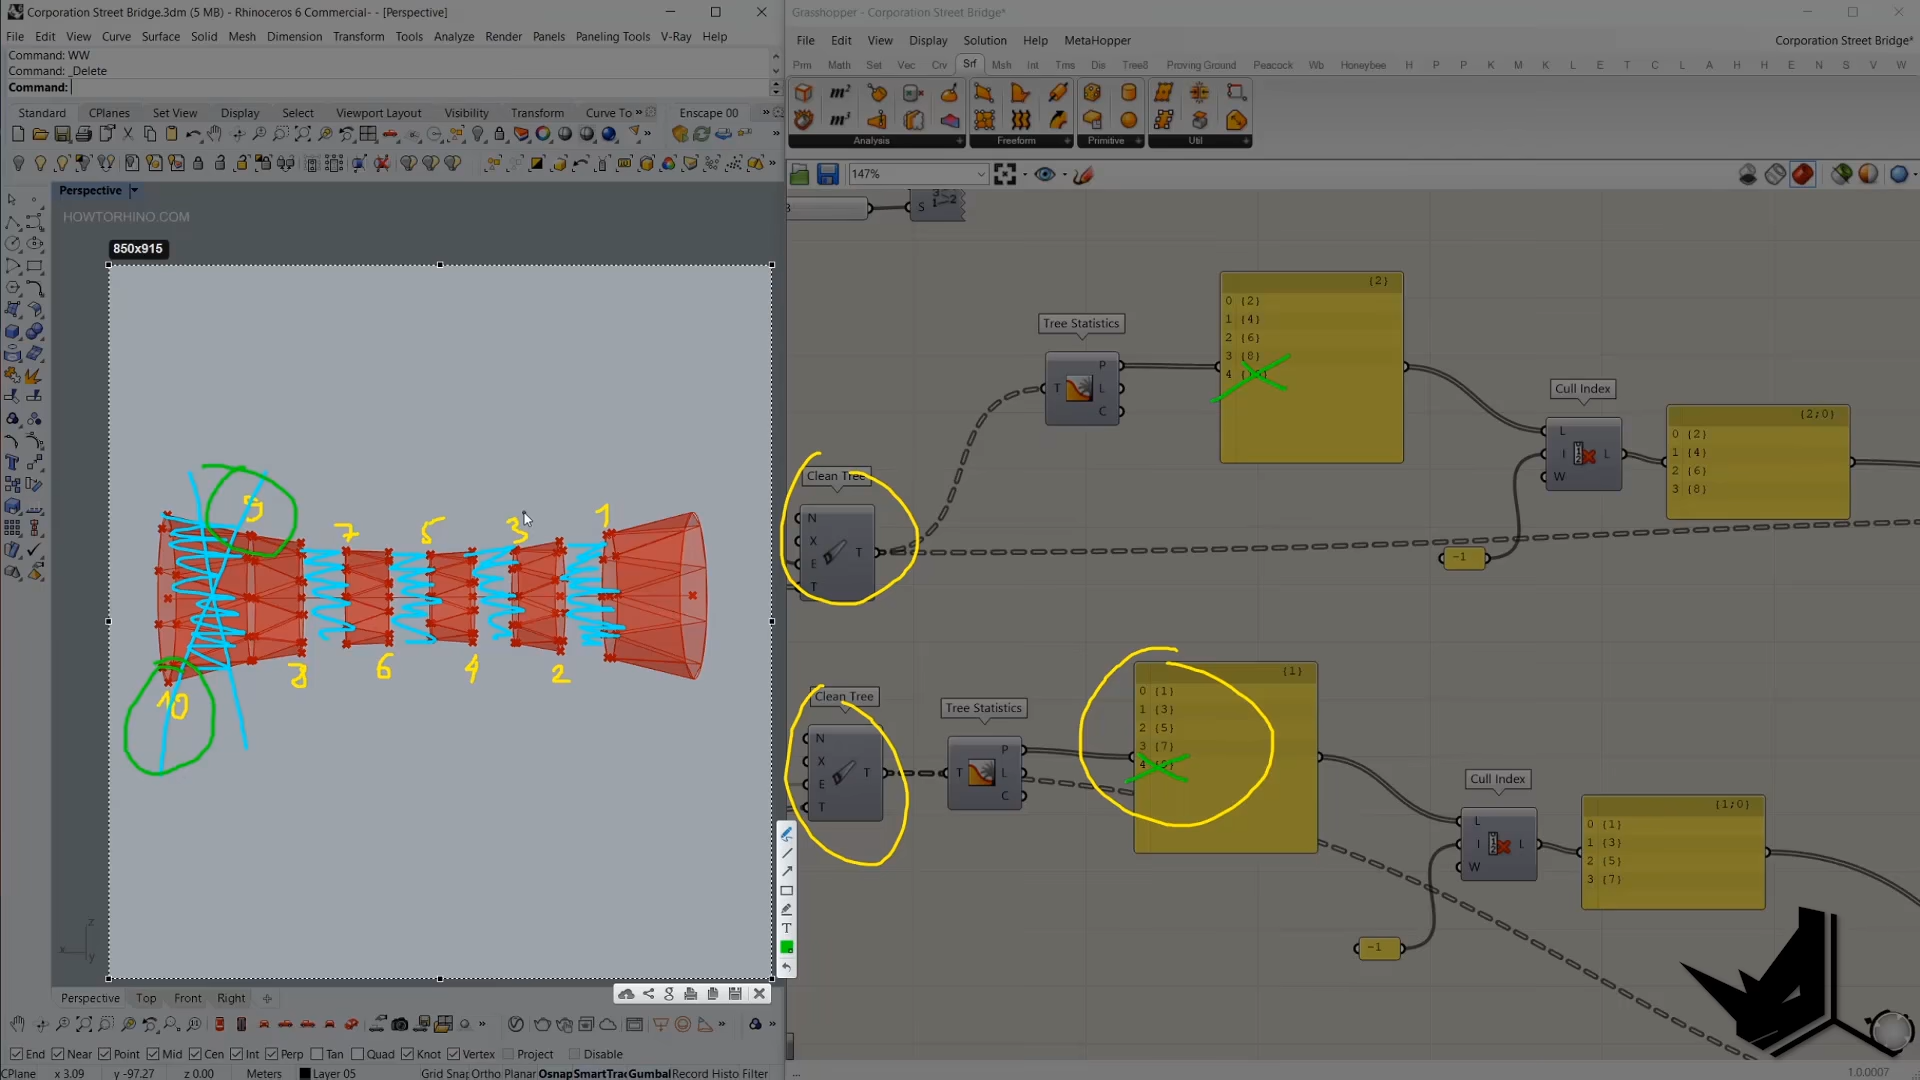 Corporation Street Bridge.3dm (5 MB) - Rhinoceros 6 Commercial- - [Perspective]
File Edit View Curve Surface Solid Mesh Dimension Transform Tools Analyze Render Panels Paneling Tools V-Ray Help
Command: WW
Command: _Delete
Command:
Standard CPlanes Set View Display Select Viewport Layout Visibility Transform Curve To » Escape 00 »
Perspective
HOWTORHINO.COM
850x915
9
7
5
3
1
10
8
6
4
2
z
x
y
Perspective Top Front Right
End Near Point Mid Cen Int Perp Tan Quad Knot Vertex Project Disable
CPlane x 3.09 y -97.27 z 0.00 Meters Layer 05 Grid Snap Ortho Planar Osnap SmartTrac Gumbal Record Histo Filter
Grasshopper - Corporation Street Bridge*
File Edit View Display Solution Help MetaHopper
Corporation Street Bridge*
Prm Math Set Vec Crv Srf Msh Int Trns Dis Tree8 Proving Ground Peacock Wb Honeybee H P P K M K L E T C L A H H E N S V W
Analysis Freeform Primitive Util
147%
3
S
Tree Statistics
T P L C
{2}
0 {2}
1 {4}
2 {6}
3 {8}
4
Cull Index
L I W L
{2;0}
0 {2}
1 {4}
2 {6}
3 {8}
-1
Clean Tree
N X E T T
Clean Tree
N X E T T
Tree Statistics
T P L C
{1}
0 {1}
1 {3}
2 {5}
3 {7}
4
Cull Index
L I W L
{1;0}
0 {1}
1 {3}
2 {5}
3 {7}
-1
1.0.0007